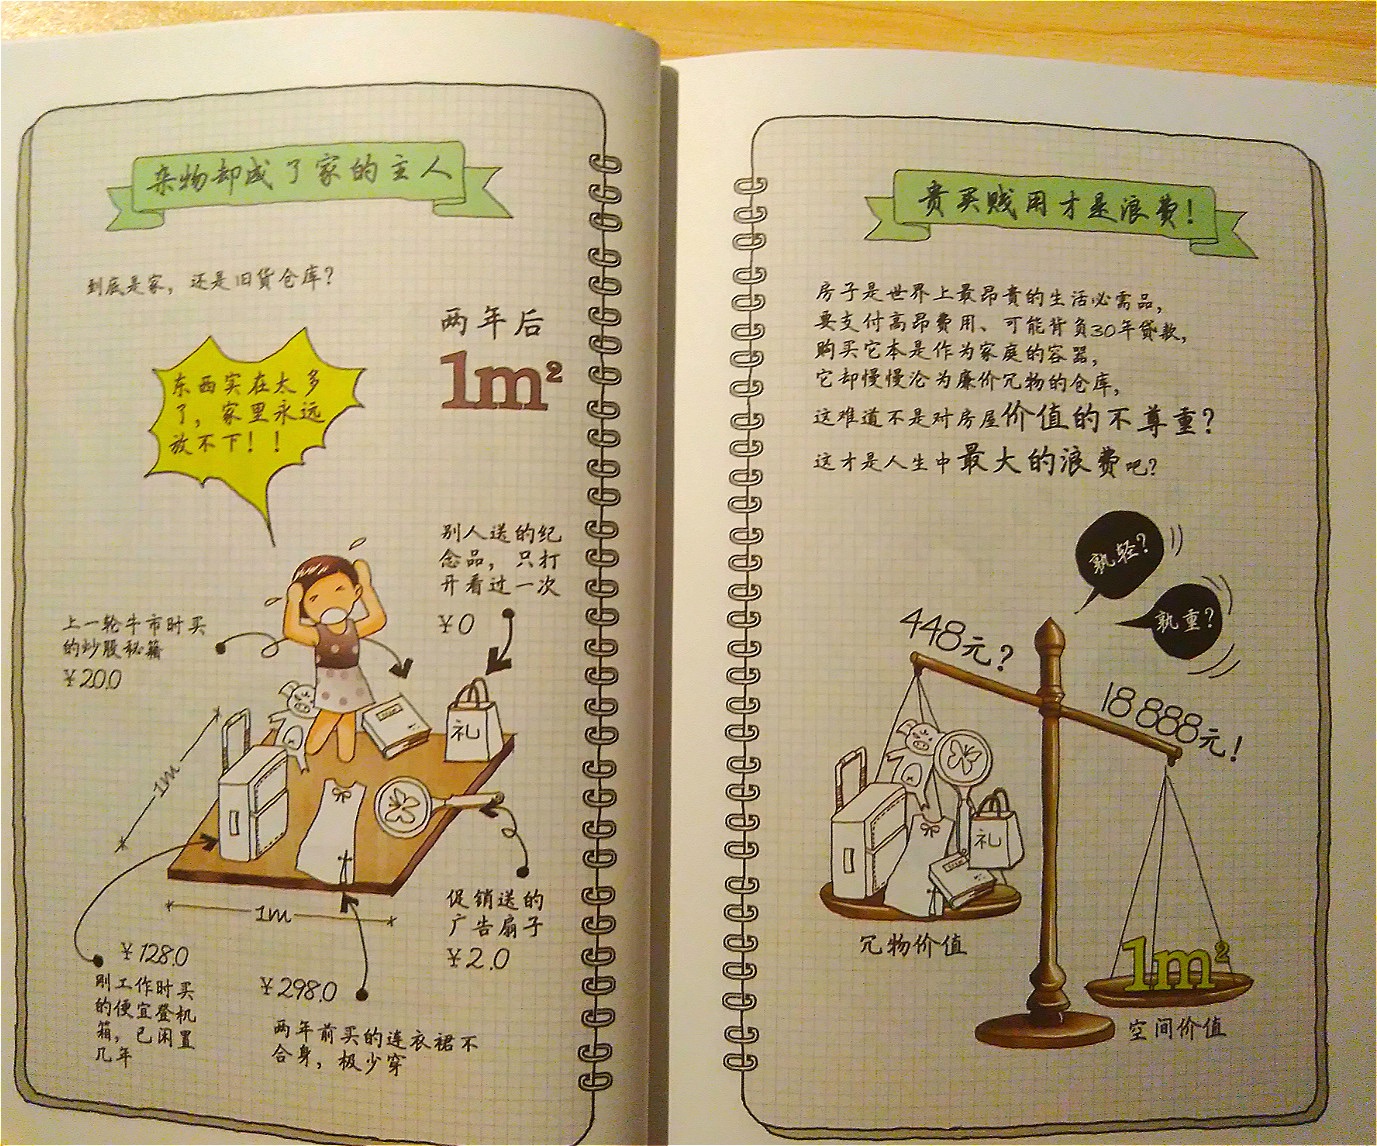 杂物却成了家的主人
到底是家，还是旧货仓库？
两年后
1m²
东西实在太多
了，家里永远
放不下！！
别人送的纪
念品，只打
开看过一次
¥0
上一轮牛市时买
的炒股秘籍
¥20.0
礼
1m
1m
促销送的
广告扇子
¥2.0
¥128.0
刚工作时买
的便宜登机
箱，已闲置
几年
¥298.0
两年前买的连衣裙不
合身，极少穿
贵买贱用才是浪费！
房子是世界上最昂贵的生活必需品，
要支付高昂费用、可能背负30年贷款，
购买它本是作为家庭的容器，
它却慢慢沦为廉价冗物的仓库，
这难道不是对房屋价值的不尊重？
这才是人生中最大的浪费吧？
孰轻？
孰重？
448元？
18888元！
礼
冗物价值
1m²
空间价值